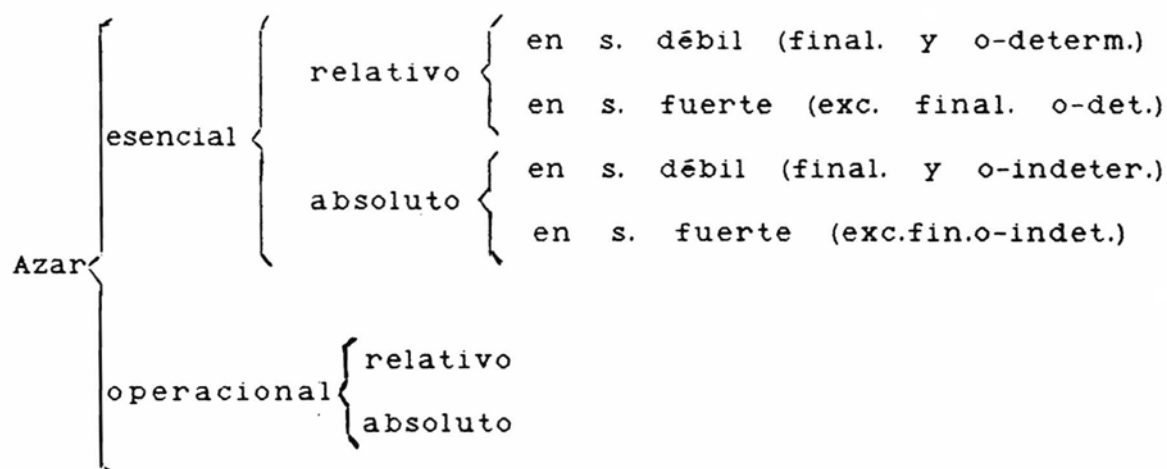 en s. débil (final. y o-determ.)
relativo
en s. fuerte (exc. final. o-det.)
esencial
en s. débil (final. y o-indeter.)
absoluto
en s. fuerte (exc.fin.o-indet.)
Azar
relativo
operacional
absoluto